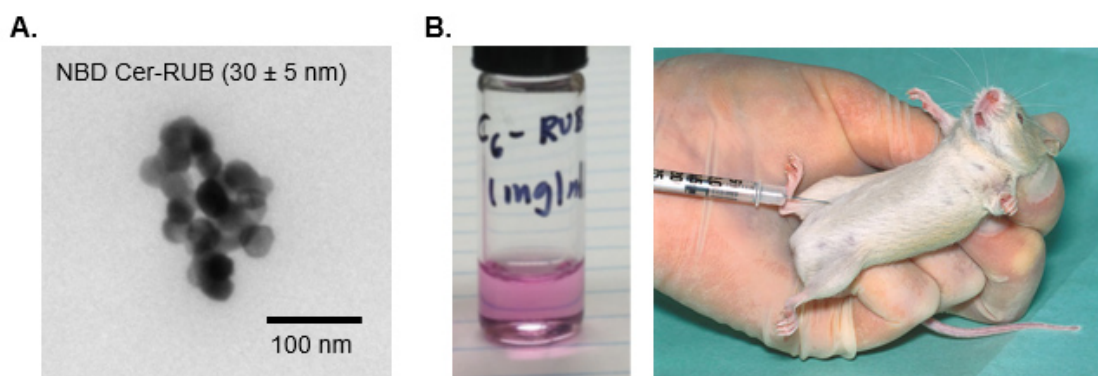 A.
B.
NBD Cer-RUB (30 ± 5 nm)
100 nm
C6- RUB
1mg/ml